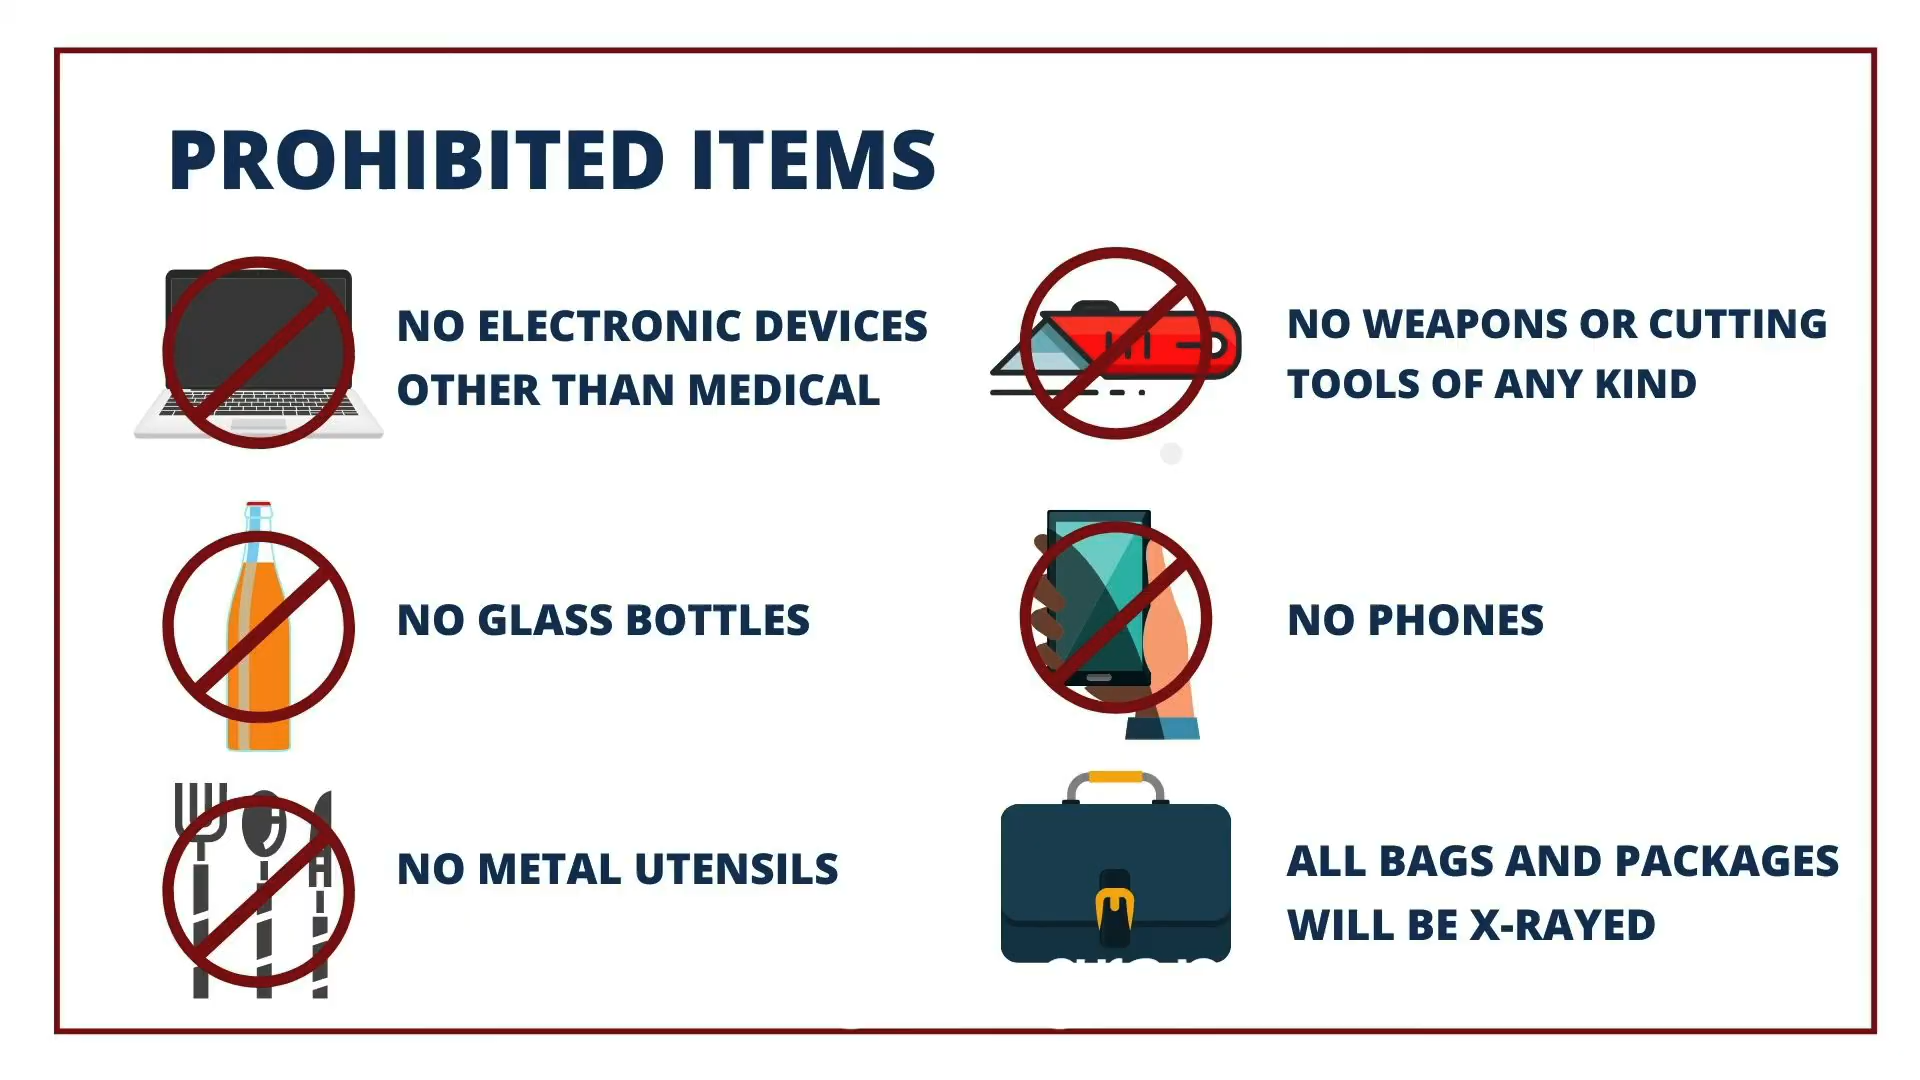 PROHIBITED ITEMS
NO ELECTRONIC DEVICES
OTHER THAN MEDICAL
NO WEAPONS OR CUTTING
TOOLS OF ANY KIND
NO GLASS BOTTLES
NO PHONES
NO METAL UTENSILS
ALL BAGS AND PACKAGES
WILL BE X-RAYED